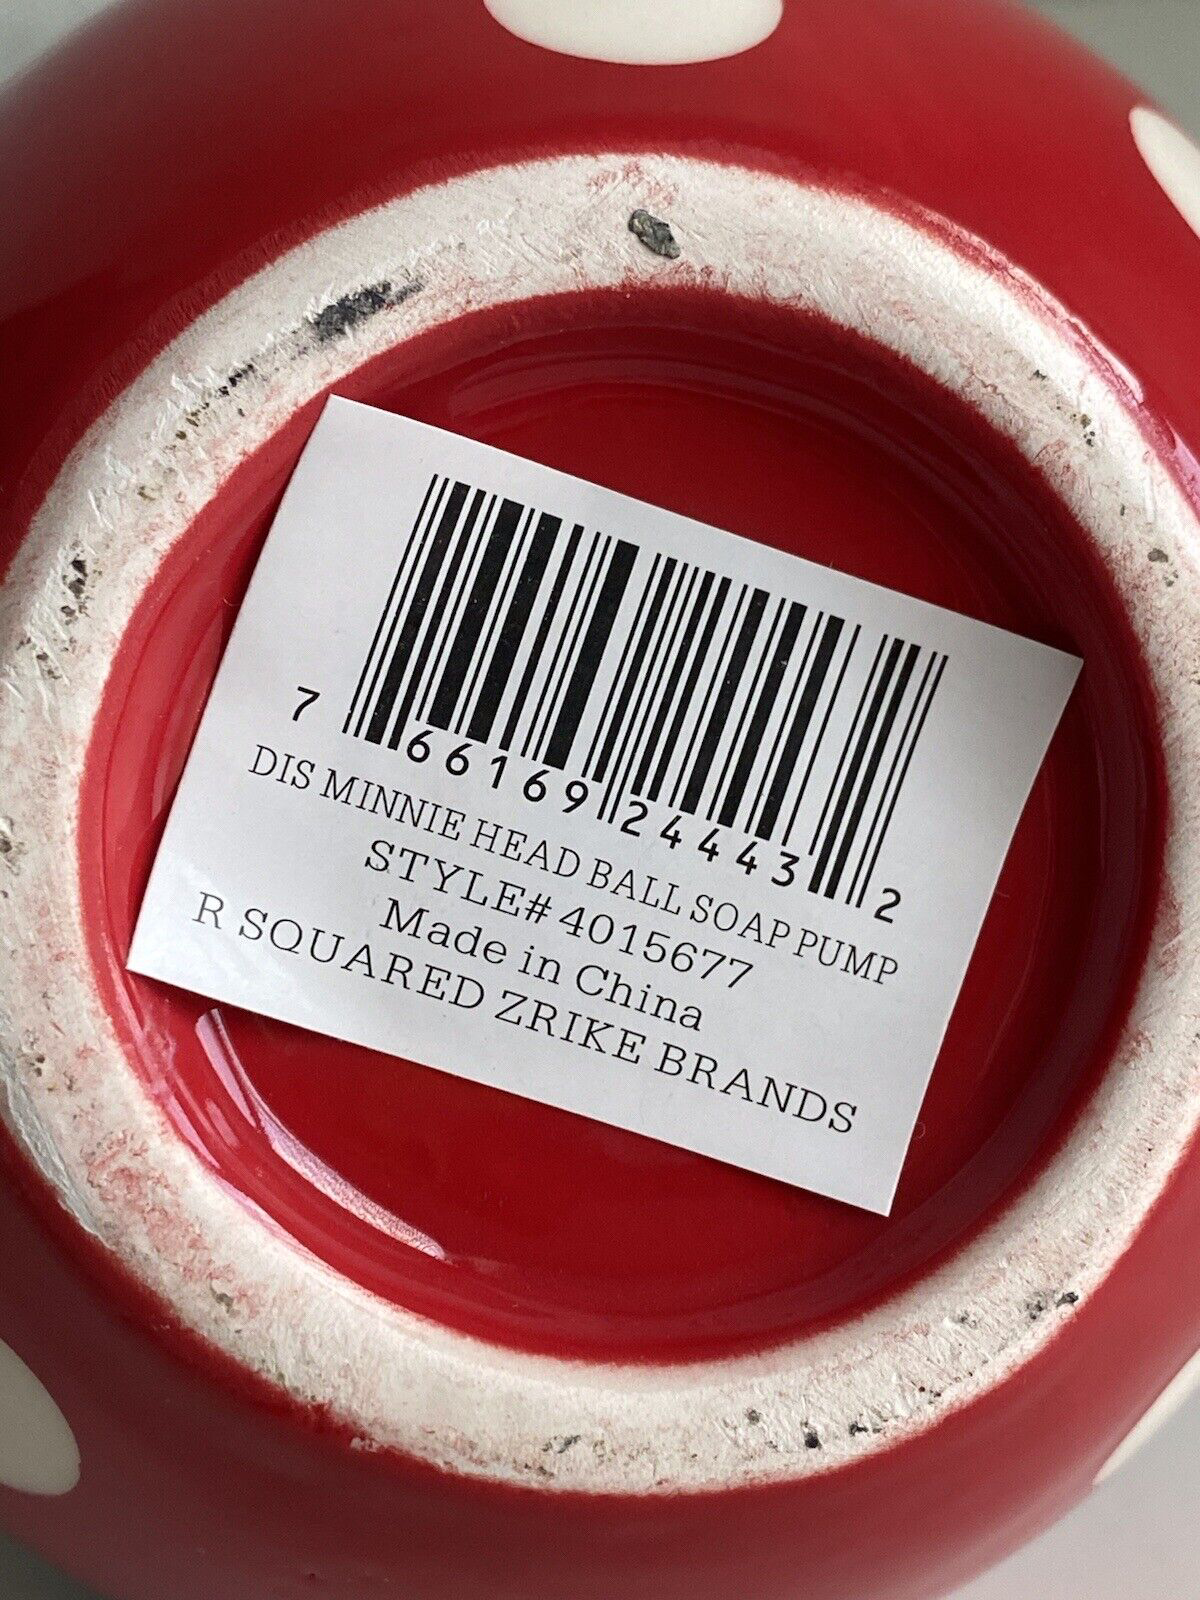 7 66169 24443 2
DIS MINNIE HEAD BALL SOAP PUMP
STYLE# 4015677
Made in China
R SQUARED ZRIKE BRANDS